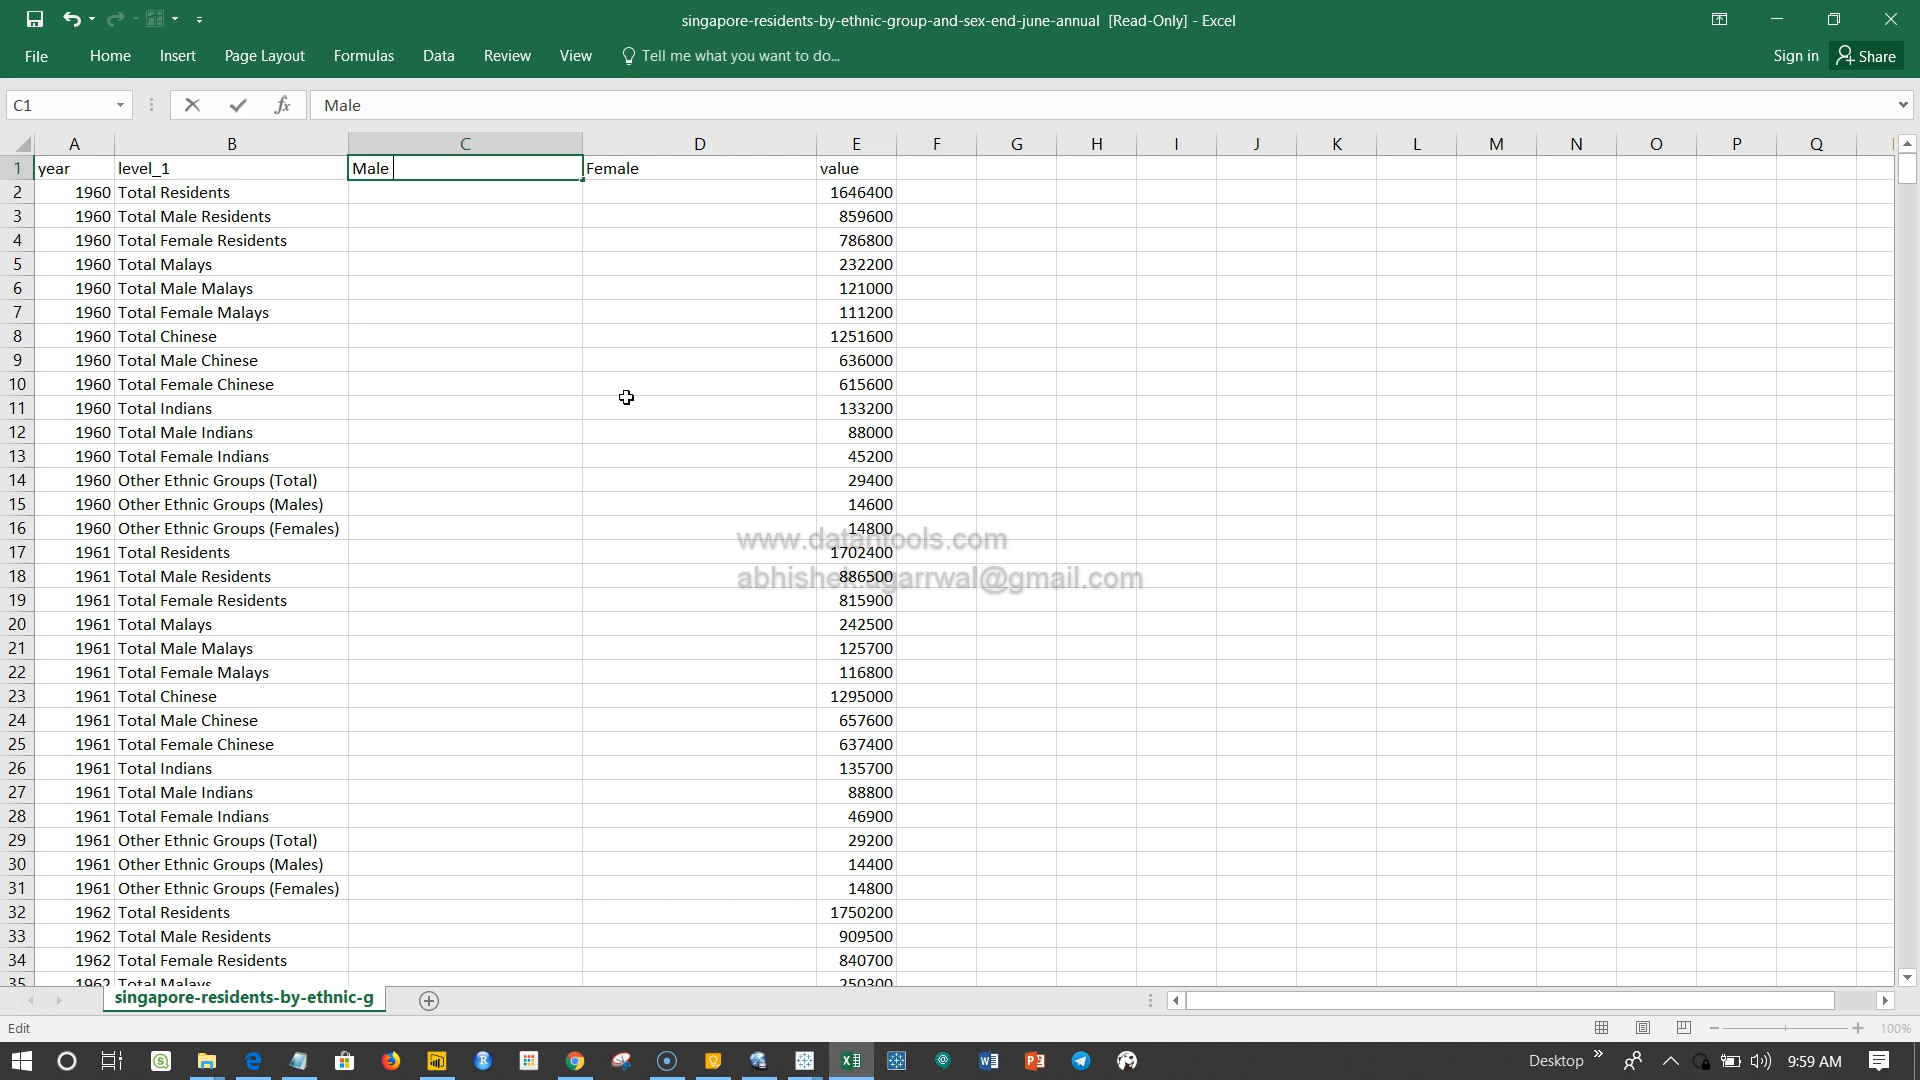 singapore-residents-by-ethnic-group-and-sex-end-june-annual [Read-Only] - Excel
File Home Insert Page Layout Formulas Data Review View Tell me what you want to do... Sign in Share
C1 fx Male
A B C D E F G H I J K L M N O P Q
1 year level_1 Male Female value
2 1960 Total Residents 1646400
3 1960 Total Male Residents 859600
4 1960 Total Female Residents 786800
5 1960 Total Malays 232200
6 1960 Total Male Malays 121000
7 1960 Total Female Malays 111200
8 1960 Total Chinese 1251600
9 1960 Total Male Chinese 636000
10 1960 Total Female Chinese 615600
11 1960 Total Indians 133200
12 1960 Total Male Indians 88000
13 1960 Total Female Indians 45200
14 1960 Other Ethnic Groups (Total) 29400
15 1960 Other Ethnic Groups (Males) 14600
16 1960 Other Ethnic Groups (Females) 14800
www.datantools.com
17 1961 Total Residents 1702400
18 1961 Total Male Residents 886500
abhishek.agarrwal@gmail.com
19 1961 Total Female Residents 815900
20 1961 Total Malays 242500
21 1961 Total Male Malays 125700
22 1961 Total Female Malays 116800
23 1961 Total Chinese 1295000
24 1961 Total Male Chinese 657600
25 1961 Total Female Chinese 637400
26 1961 Total Indians 135700
27 1961 Total Male Indians 88800
28 1961 Total Female Indians 46900
29 1961 Other Ethnic Groups (Total) 29200
30 1961 Other Ethnic Groups (Males) 14400
31 1961 Other Ethnic Groups (Females) 14800
32 1962 Total Residents 1750200
33 1962 Total Male Residents 909500
34 1962 Total Female Residents 840700
35 1962 Total Malays 250300
singapore-residents-by-ethnic-g
Edit 100%
Desktop 9:59 AM